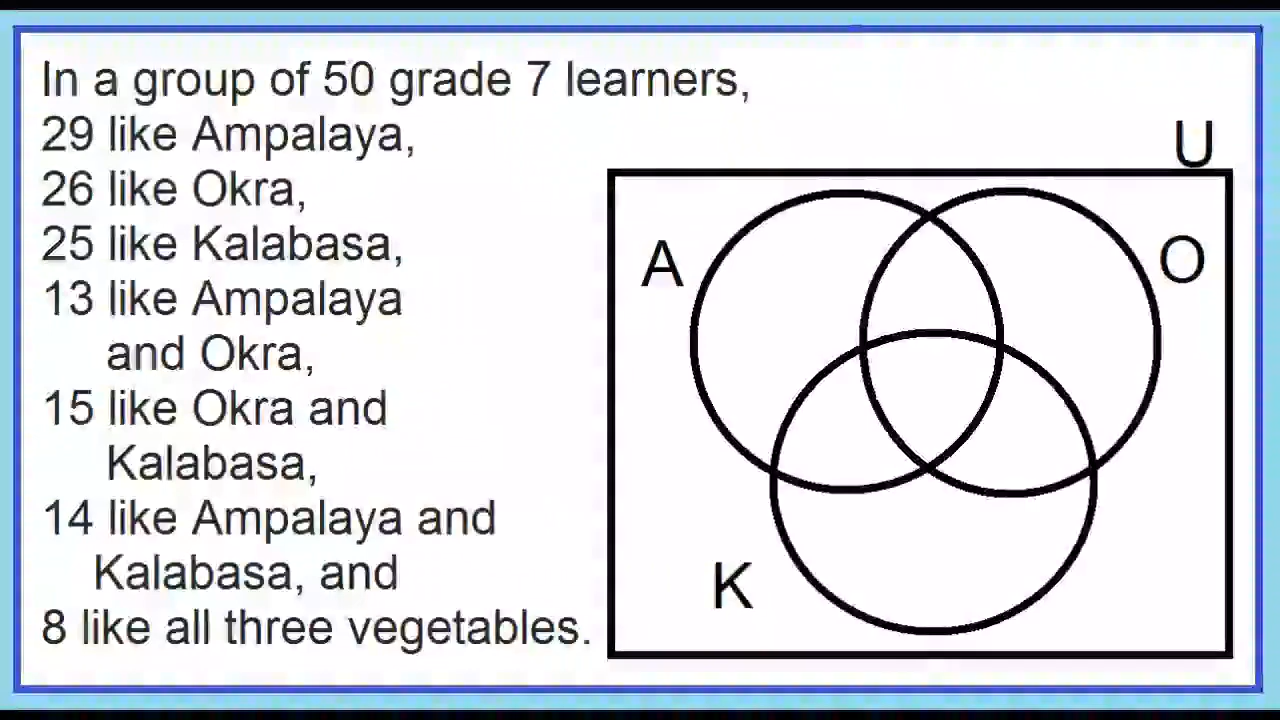 In a group of 50 grade 7 learners,
29 like Ampalaya,
26 like Okra,
25 like Kalabasa,
13 like Ampalaya
and Okra,
15 like Okra and
Kalabasa,
14 like Ampalaya and
Kalabasa, and
8 like all three vegetables.
U
A
O
K